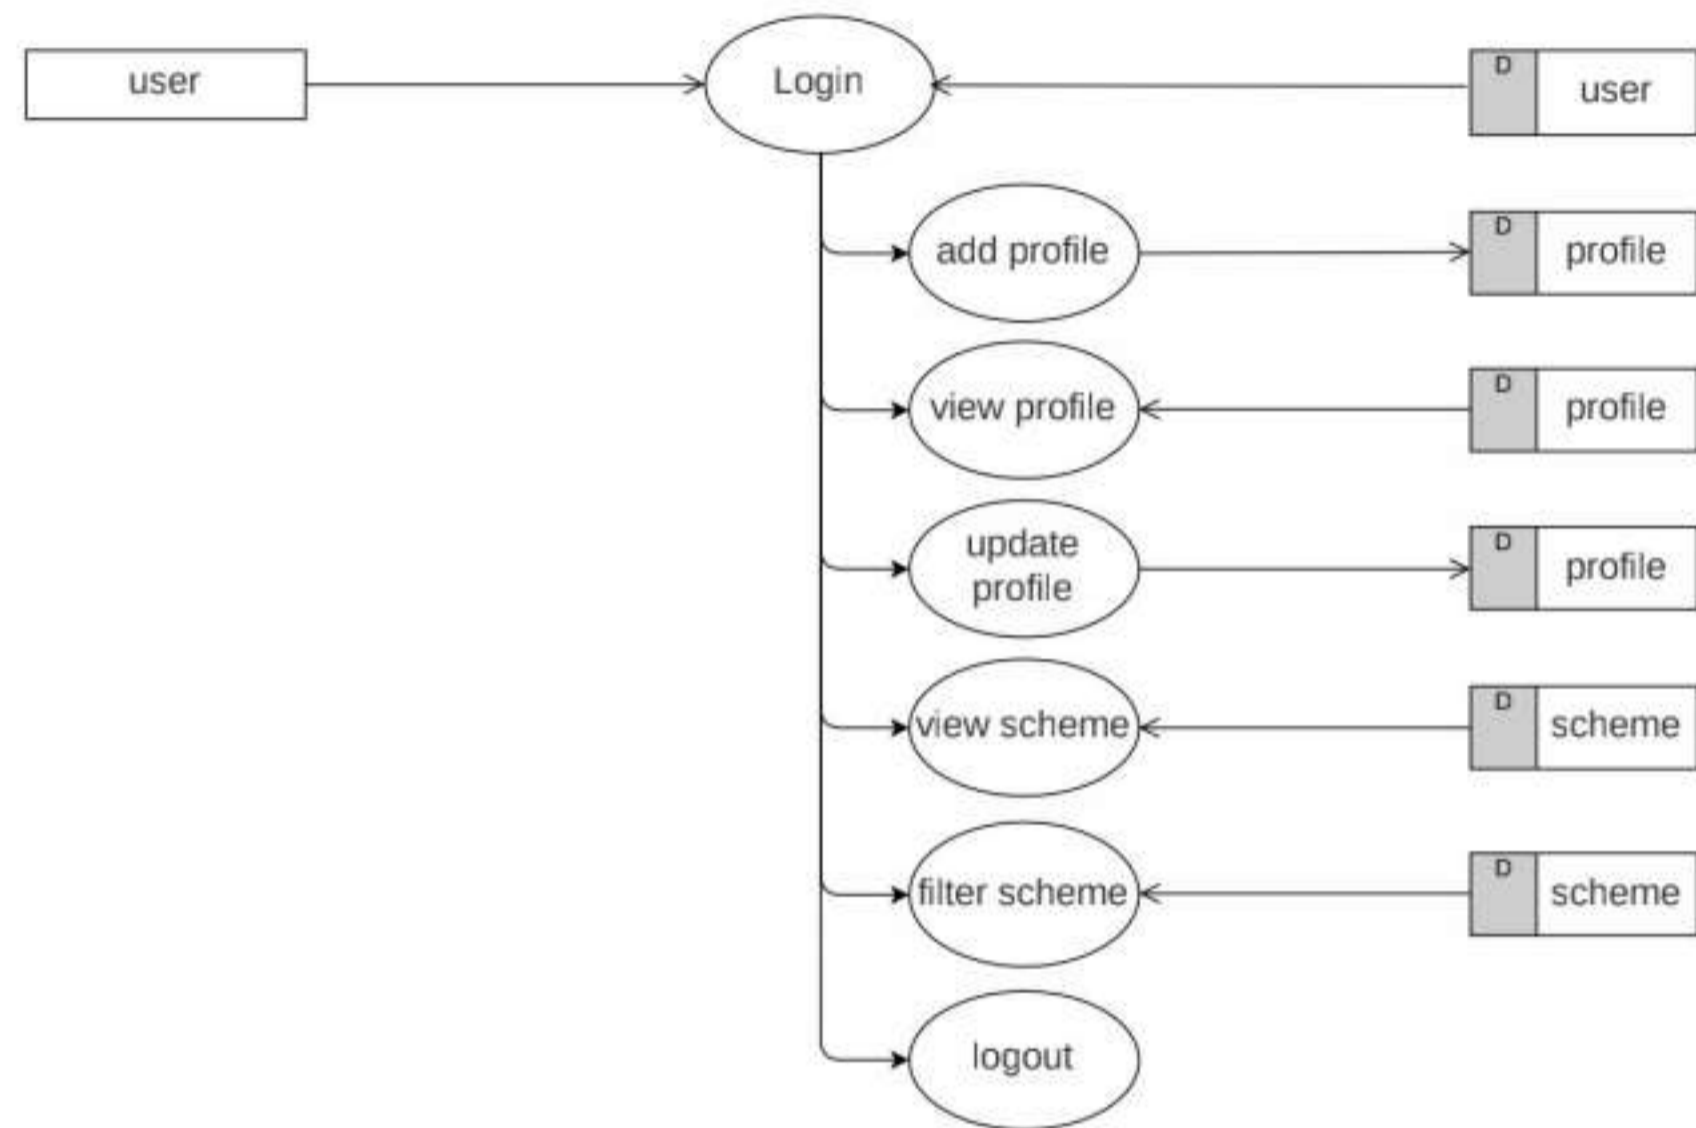 user
Login
D
user
add profile
D
profile
view profile
D
profile
update
profile
D
profile
view scheme
D
scheme
filter scheme
D
scheme
logout